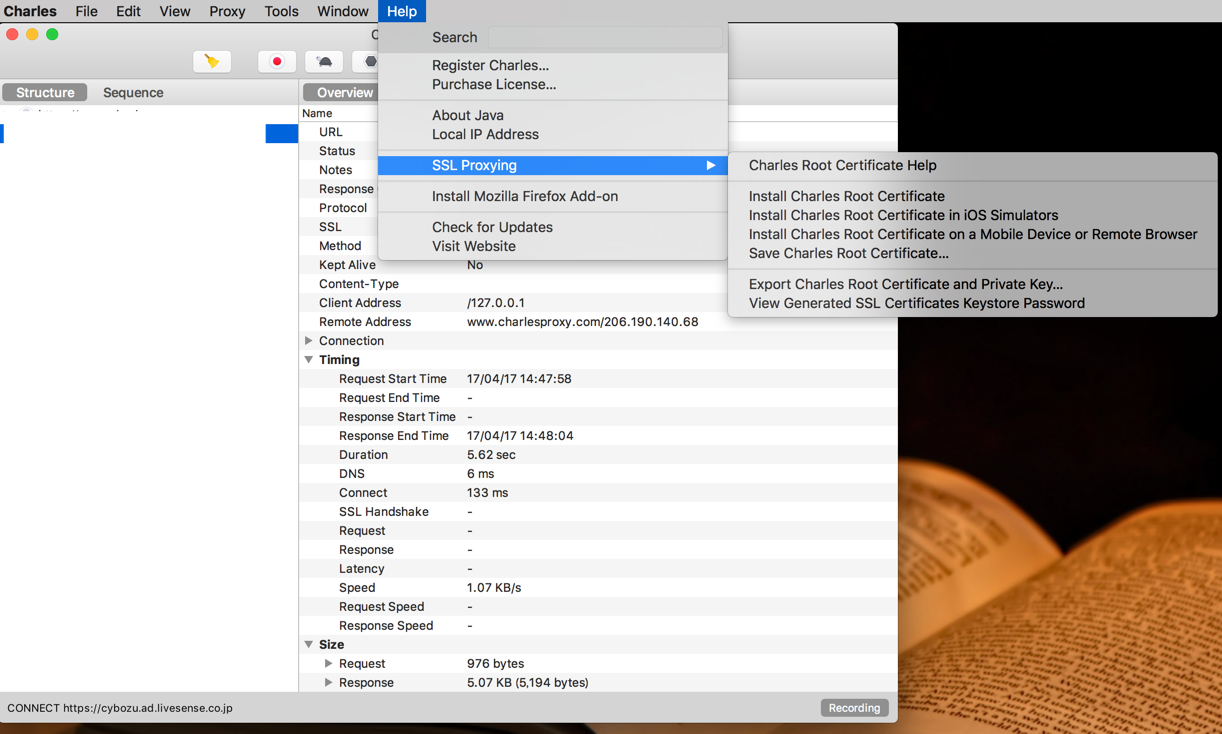 Charles File Edit View Proxy Tools Window Help
Search
Register Charles...
Purchase License...
About Java
Local IP Address
SSL Proxying
Install Mozilla Firefox Add-on
Check for Updates
Visit Website
Charles Root Certificate Help
Install Charles Root Certificate
Install Charles Root Certificate in iOS Simulators
Install Charles Root Certificate on a Mobile Device or Remote Browser
Save Charles Root Certificate...
Export Charles Root Certificate and Private Key...
View Generated SSL Certificates Keystore Password
Structure Sequence
Overview
Name
URL
Status
Notes
Response
Protocol
SSL
Method
Kept Alive No
Content-Type
Client Address /127.0.0.1
Remote Address www.charlesproxy.com/206.190.140.68
Connection
Timing
Request Start Time 17/04/17 14:47:58
Request End Time -
Response Start Time -
Response End Time 17/04/17 14:48:04
Duration 5.62 sec
DNS 6 ms
Connect 133 ms
SSL Handshake -
Request -
Response -
Latency -
Speed 1.07 KB/s
Request Speed -
Response Speed -
Size
Request 976 bytes
Response 5.07 KB (5,194 bytes)
CONNECT https://cybozu.ad.livesense.co.jp
Recording